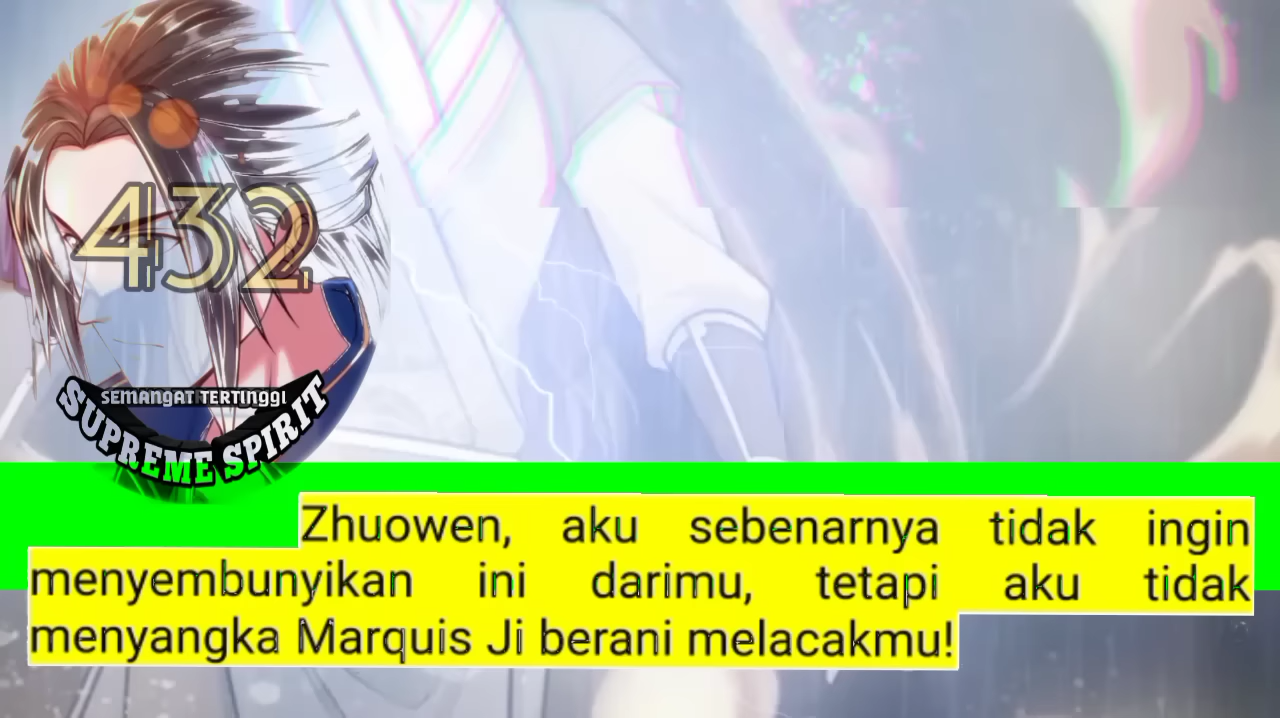 432
SEMANGAT TERTINGGI
SUPREME SPIRIT
Zhuowen, aku sebenarnya tidak ingin
menyembunyikan ini darimu, tetapi aku tidak
menyangka Marquis Ji berani melacakmu!